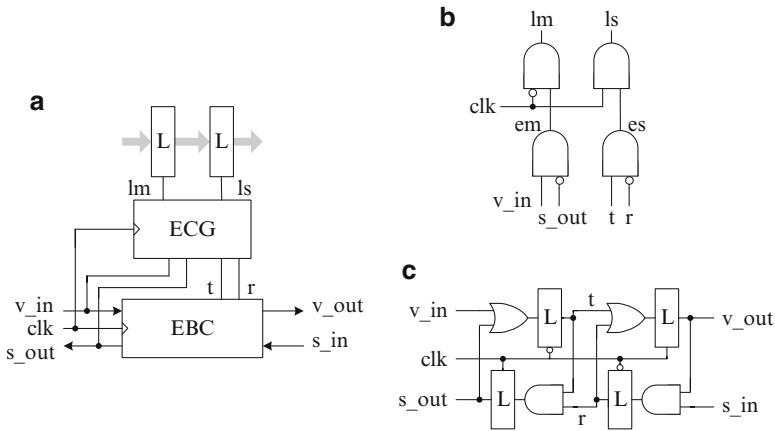 a
L L
lm ls
ECG
t r
v_in v_out
clk EBC
s_out s_in
b
lm ls
clk
em es
v_in
s_out t r
c
v_in L t L v_out
clk
s_out L L s_in
r